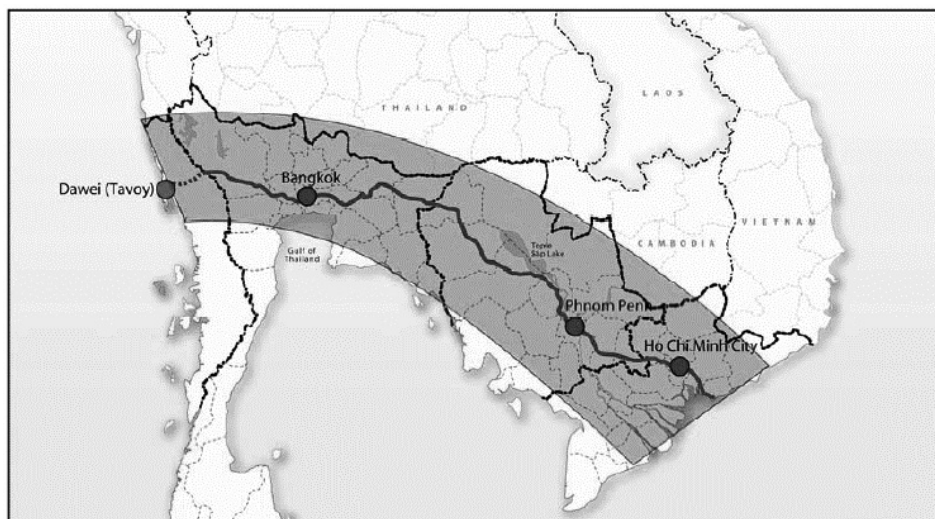 THAILAND
LAOS
VIETNAM
CAMBODIA
Dawei (Tavoy)
Bangkok
Gulf of
Thailand
Tonle
Sap Lake
Phnom Penh
Ho Chi Minh City